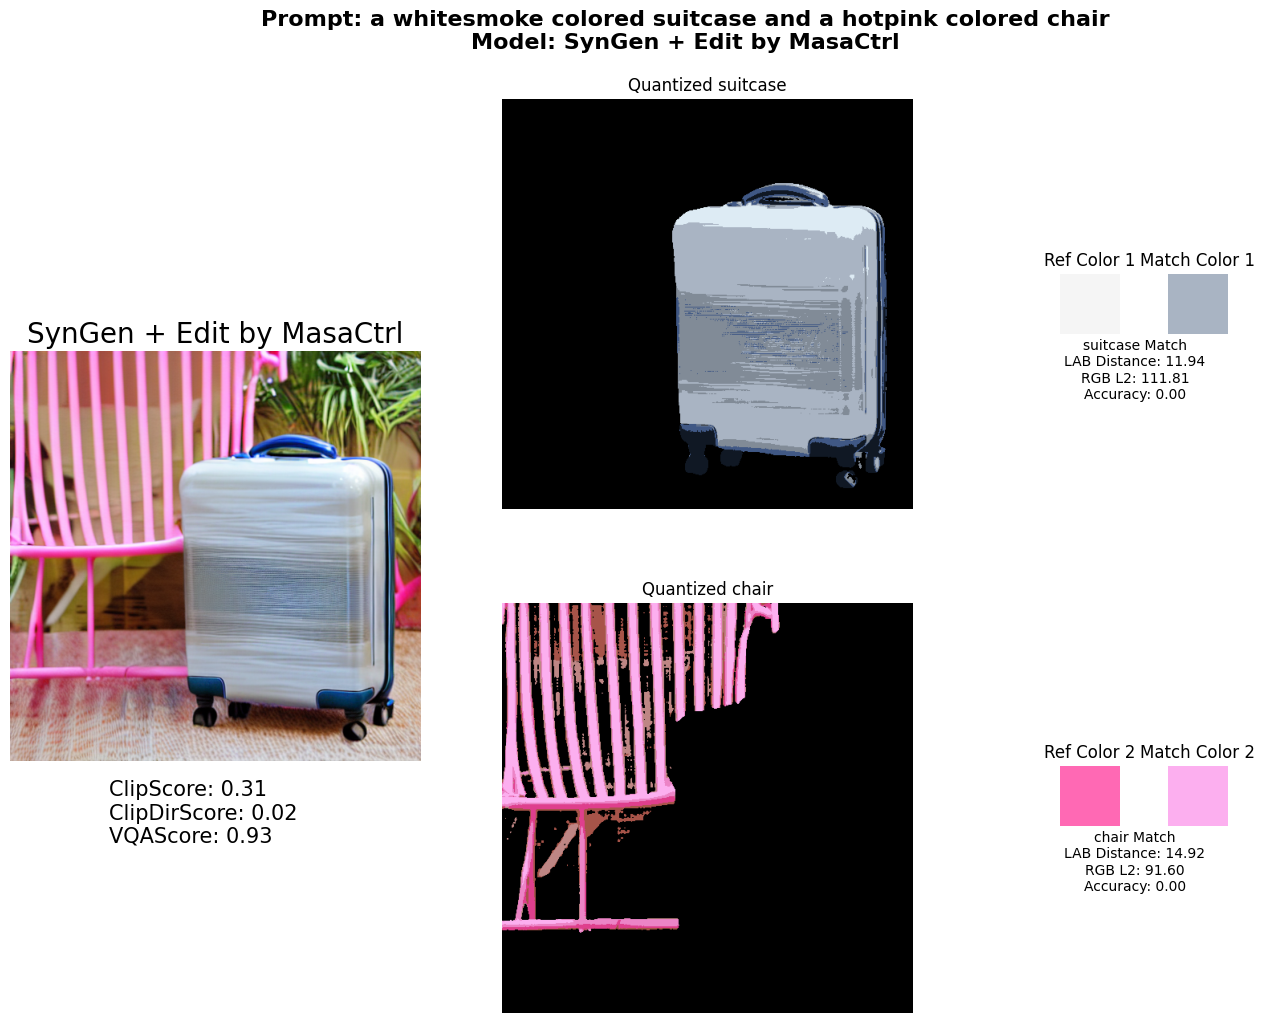 Prompt: a whitesmoke colored suitcase and a hotpink colored chair
Model: SynGen + Edit by MasaCtrl
Quantized suitcase
Ref Color 1 Match Color 1
suitcase Match
LAB Distance: 11.94
RGB L2: 111.81
Accuracy: 0.00
SynGen + Edit by MasaCtrl
ClipScore: 0.31
ClipDirScore: 0.02
VQAScore: 0.93
Quantized chair
Ref Color 2 Match Color 2
chair Match
LAB Distance: 14.92
RGB L2: 91.60
Accuracy: 0.00